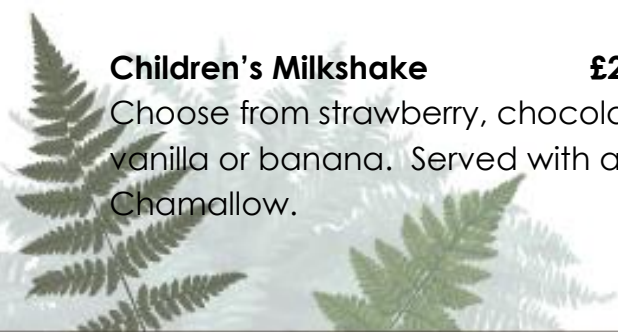 Children's Milkshake £2
Choose from strawberry,
vanilla or banana. Served with a
Chamallow.